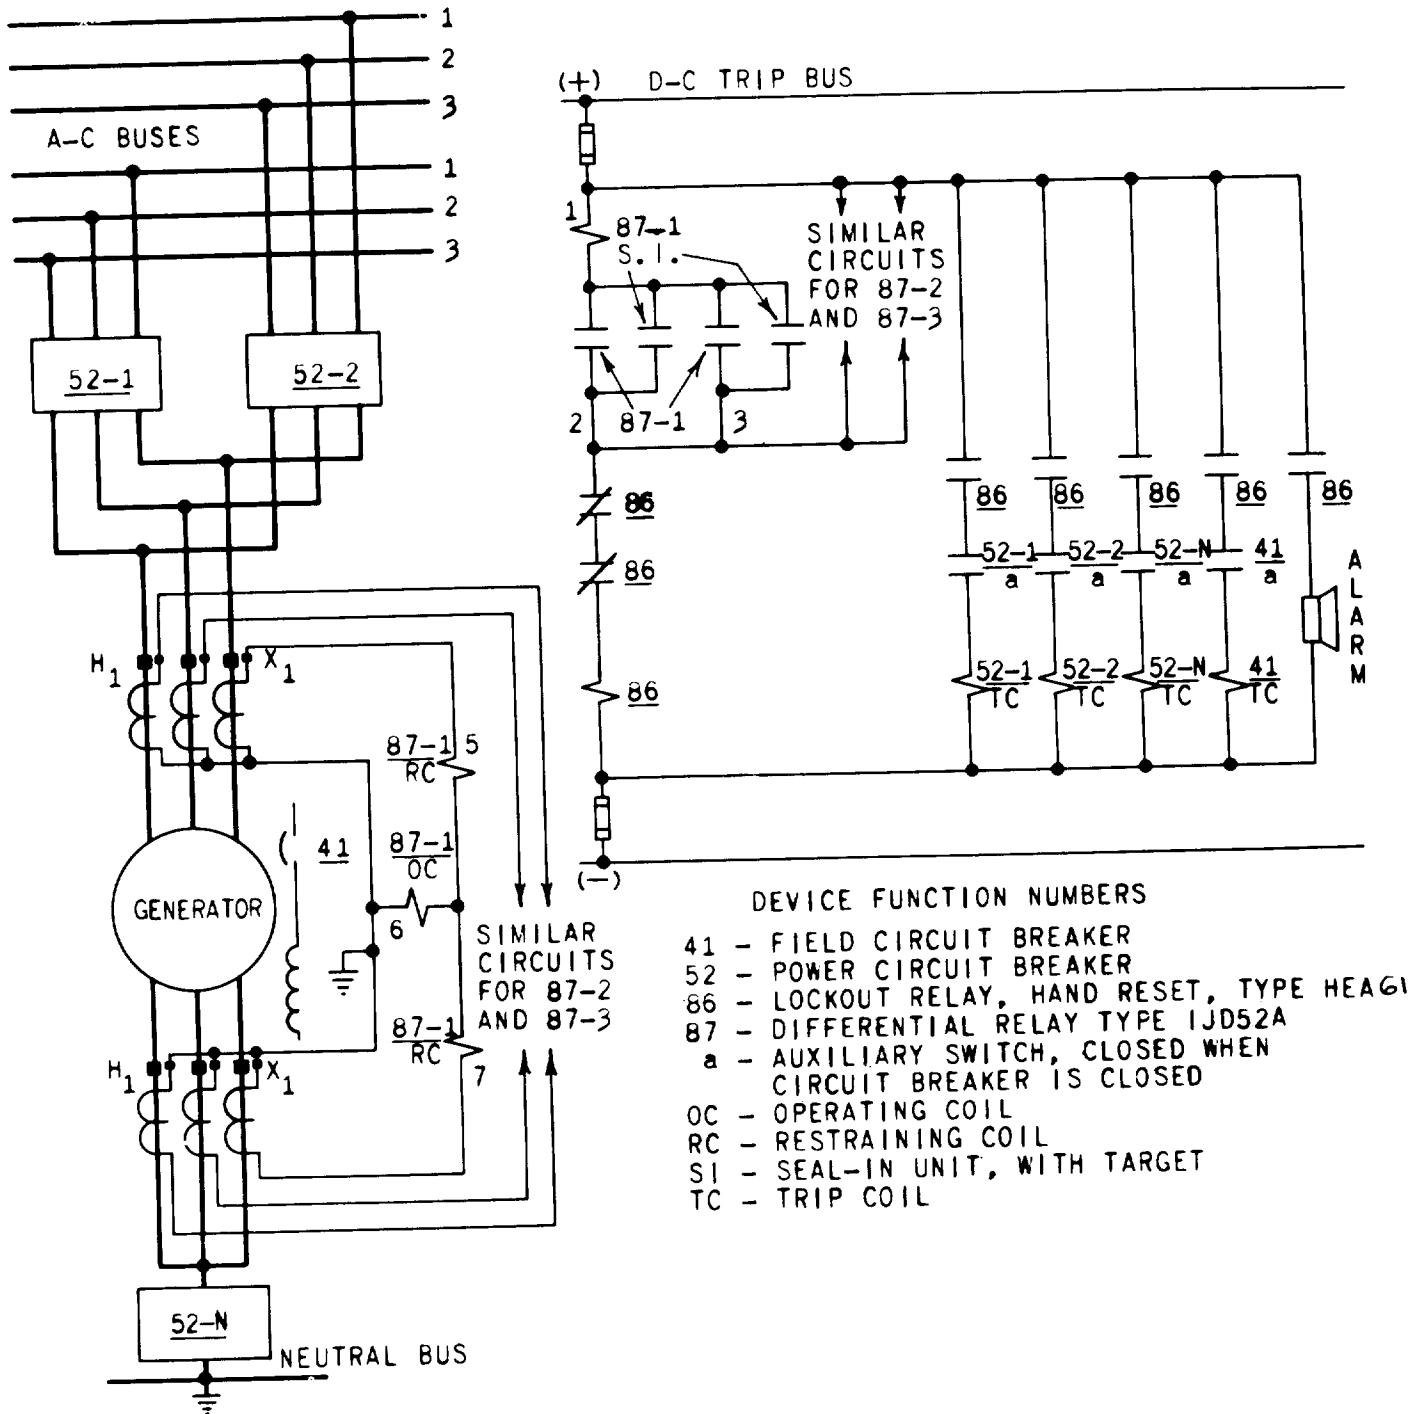 1
2
3
A-C BUSES
1
2
3
52-1
52-2
(+) D-C TRIP BUS
1
87-1
S.I.
SIMILAR
CIRCUITS
FOR 87-2
AND 87-3
2
87-1
3
86
86
86
86
86
86
86
86
52-1
a
52-2
a
52-N
a
41
a
52-1
TC
52-2
TC
52-N
TC
41
TC
ALARM
(-)
H1
X1
87-1
RC
5
41
87-1
OC
6
GENERATOR
SIMILAR
CIRCUITS
FOR 87-2
AND 87-3
87-1
RC
7
H1
X1
52-N
NEUTRAL BUS
DEVICE FUNCTION NUMBERS
41 - FIELD CIRCUIT BREAKER
52 - POWER CIRCUIT BREAKER
86 - LOCKOUT RELAY, HAND RESET, TYPE HEA61
87 - DIFFERENTIAL RELAY TYPE IJD52A
a - AUXILIARY SWITCH, CLOSED WHEN
CIRCUIT BREAKER IS CLOSED
OC - OPERATING COIL
RC - RESTRAINING COIL
SI - SEAL-IN UNIT, WITH TARGET
TC - TRIP COIL